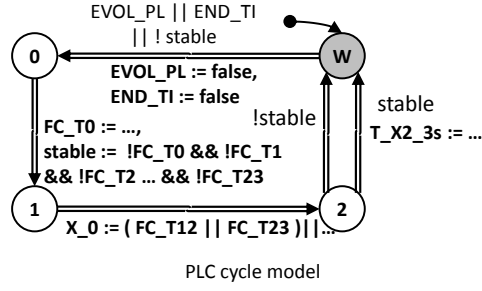 EVOL_PL || END_TI
|| ! stable
0
W
EVOL_PL := false,
END_TI := false
!stable
stable
T_X2_3s := ...
FC_T0 := ...,
stable := !FC_T0 && !FC_T1
&& !FC_T2 ... && !FC_T23
1
2
X_0 := ( FC_T12 || FC_T23 )||...
PLC cycle model